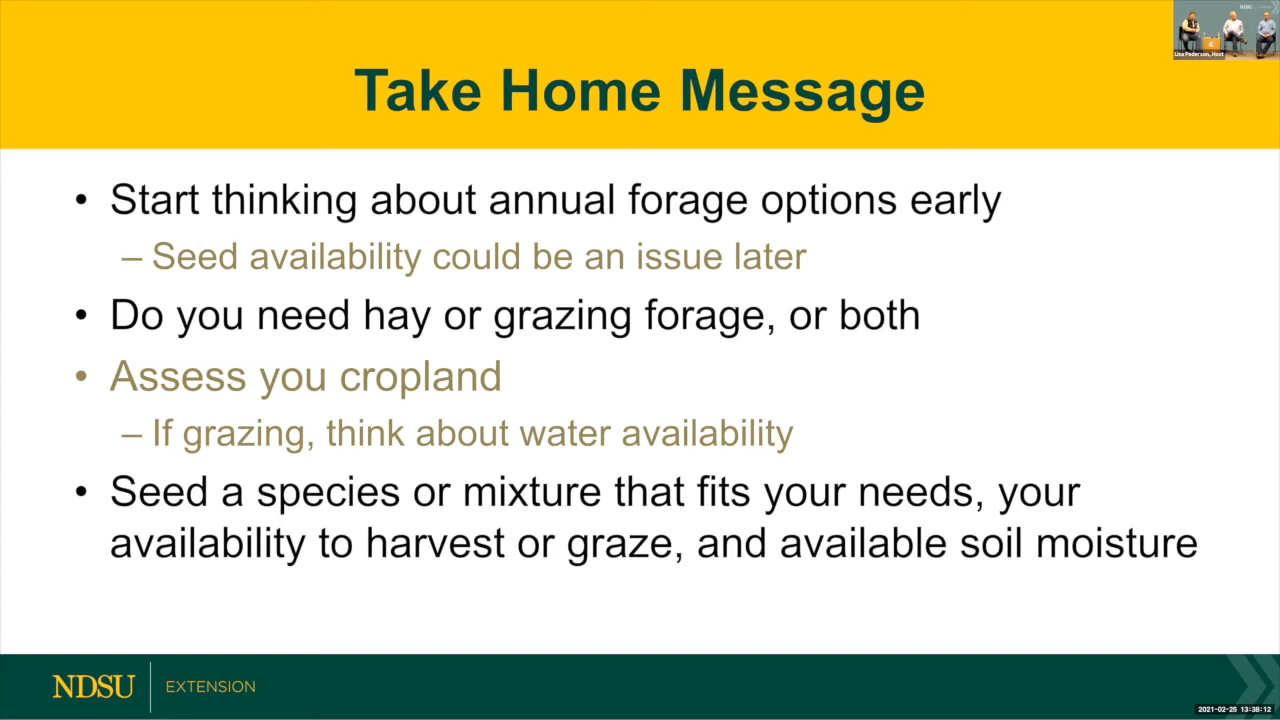 NDSU
Lisa Pederson, Host
Take Home Message
• Start thinking about annual forage options early
– Seed availability could be an issue later
• Do you need hay or grazing forage, or both
• Assess you cropland
– If grazing, think about water availability
• Seed a species or mixture that fits your needs, your
availability to harvest or graze, and available soil moisture
NDSU EXTENSION
2021-02-25 13:38:12